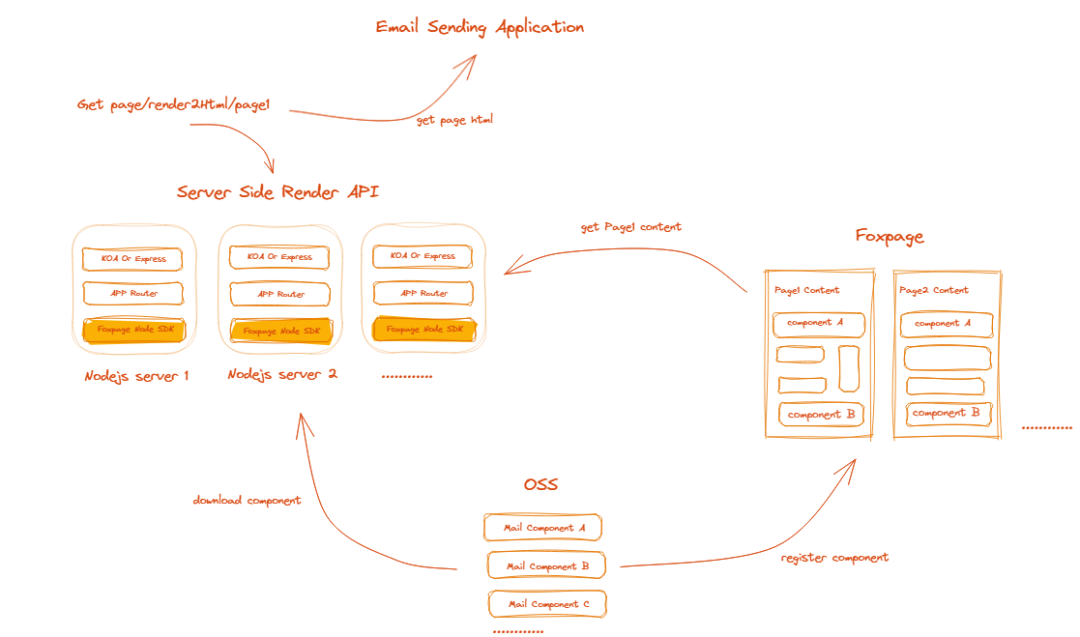 Email Sending Application
Get page/render2Html/page1
get page html
Server Side Render API
get Page1 content
Foxpage
KOA Or Express
APP Router
Foxpage Node SDK
Nodejs server 1
KOA Or Express
APP Router
Foxpage Node SDK
Nodejs server 2
KOA Or Express
APP Router
Foxpage Node SDK
............
Page1 Content
component A
component B
Page2 Content
component A
component B
............
download component
OSS
Mail Component A
Mail Component B
Mail Component C
............
register component